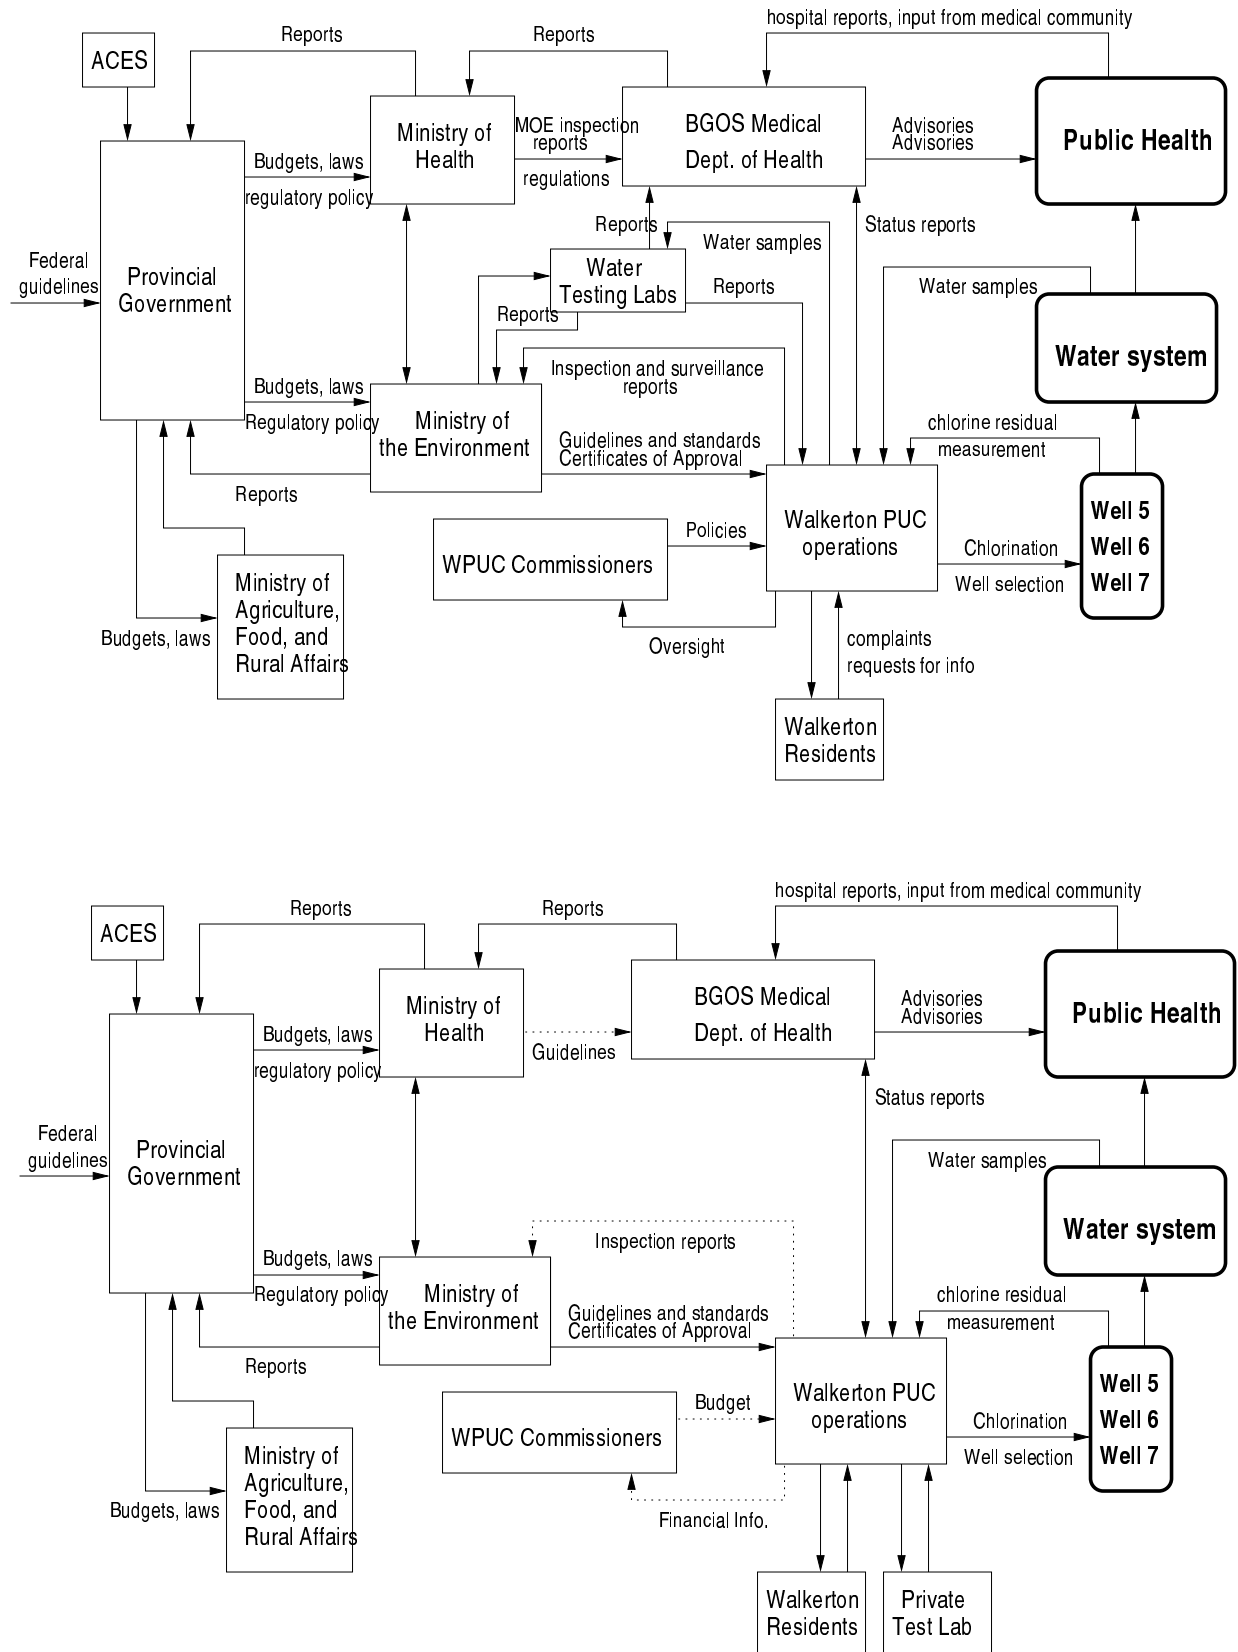 hospital reports, input from medical community
Reports
Reports
ACES
Ministry of
Health
MOE inspection
reports
regulations
BGOS Medical
Dept. of Health
Advisories
Advisories
Public Health
Budgets, laws
regulatory policy
Reports
Water samples
Status reports
Federal
guidelines
Provincial
Government
Water
Testing Labs
Reports
Water samples
Reports
Water system
Inspection and surveillance
reports
Budgets, laws
Regulatory policy
Ministry of
the Environment
Guidelines and standards
Certificates of Approval
chlorine residual
measurement
Reports
Well 5
Well 6
Well 7
Walkerton PUC
operations
Policies
WPUC Commissioners
Chlorination
Well selection
Ministry of
Agriculture,
Food, and
Rural Affairs
Budgets, laws
Oversight
complaints
requests for info
Walkerton
Residents
hospital reports, input from medical community
Reports
Reports
ACES
Ministry of
Health
Guidelines
BGOS Medical
Dept. of Health
Advisories
Advisories
Public Health
Budgets, laws
regulatory policy
Status reports
Federal
guidelines
Provincial
Government
Water samples
Water system
Inspection reports
Budgets, laws
Regulatory policy
Ministry of
the Environment
Guidelines and standards
Certificates of Approval
chlorine residual
measurement
Reports
Well 5
Well 6
Well 7
Walkerton PUC
operations
Budget
WPUC Commissioners
Chlorination
Well selection
Ministry of
Agriculture,
Food, and
Rural Affairs
Budgets, laws
Financial Info.
Walkerton
Residents
Private
Test Lab